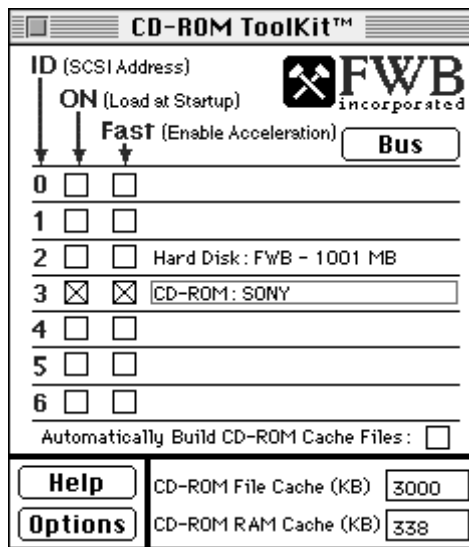 CD-ROM ToolKit™
ID (SCSI Address)
ON (Load at Startup)
Fast (Enable Acceleration)
FWB
incorporated
Bus
0
1
2 Hard Disk: FWB - 1001 MB
3 CD-ROM: SONY
4
5
6
Automatically Build CD-ROM Cache Files:
Help
CD-ROM File Cache (KB) 3000
Options
CD-ROM RAM Cache (KB) 338